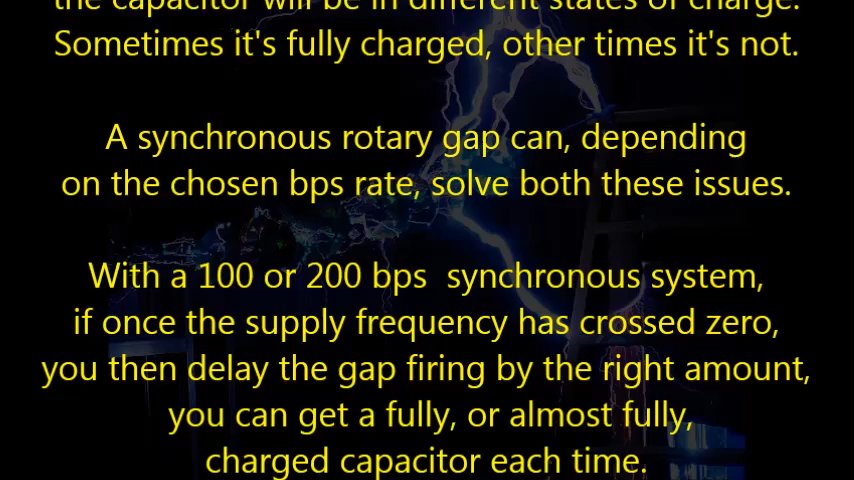 the capacitor will be in different states of charge.
Sometimes it's fully charged, other times it's not.
A synchronous rotary gap can, depending
on the chosen bps rate, solve both these issues.
With a 100 or 200 bps  synchronous system,
if once the supply frequency has crossed zero,
you then delay the gap firing by the right amount,
you can get a fully, or almost fully,
charged capacitor each time.